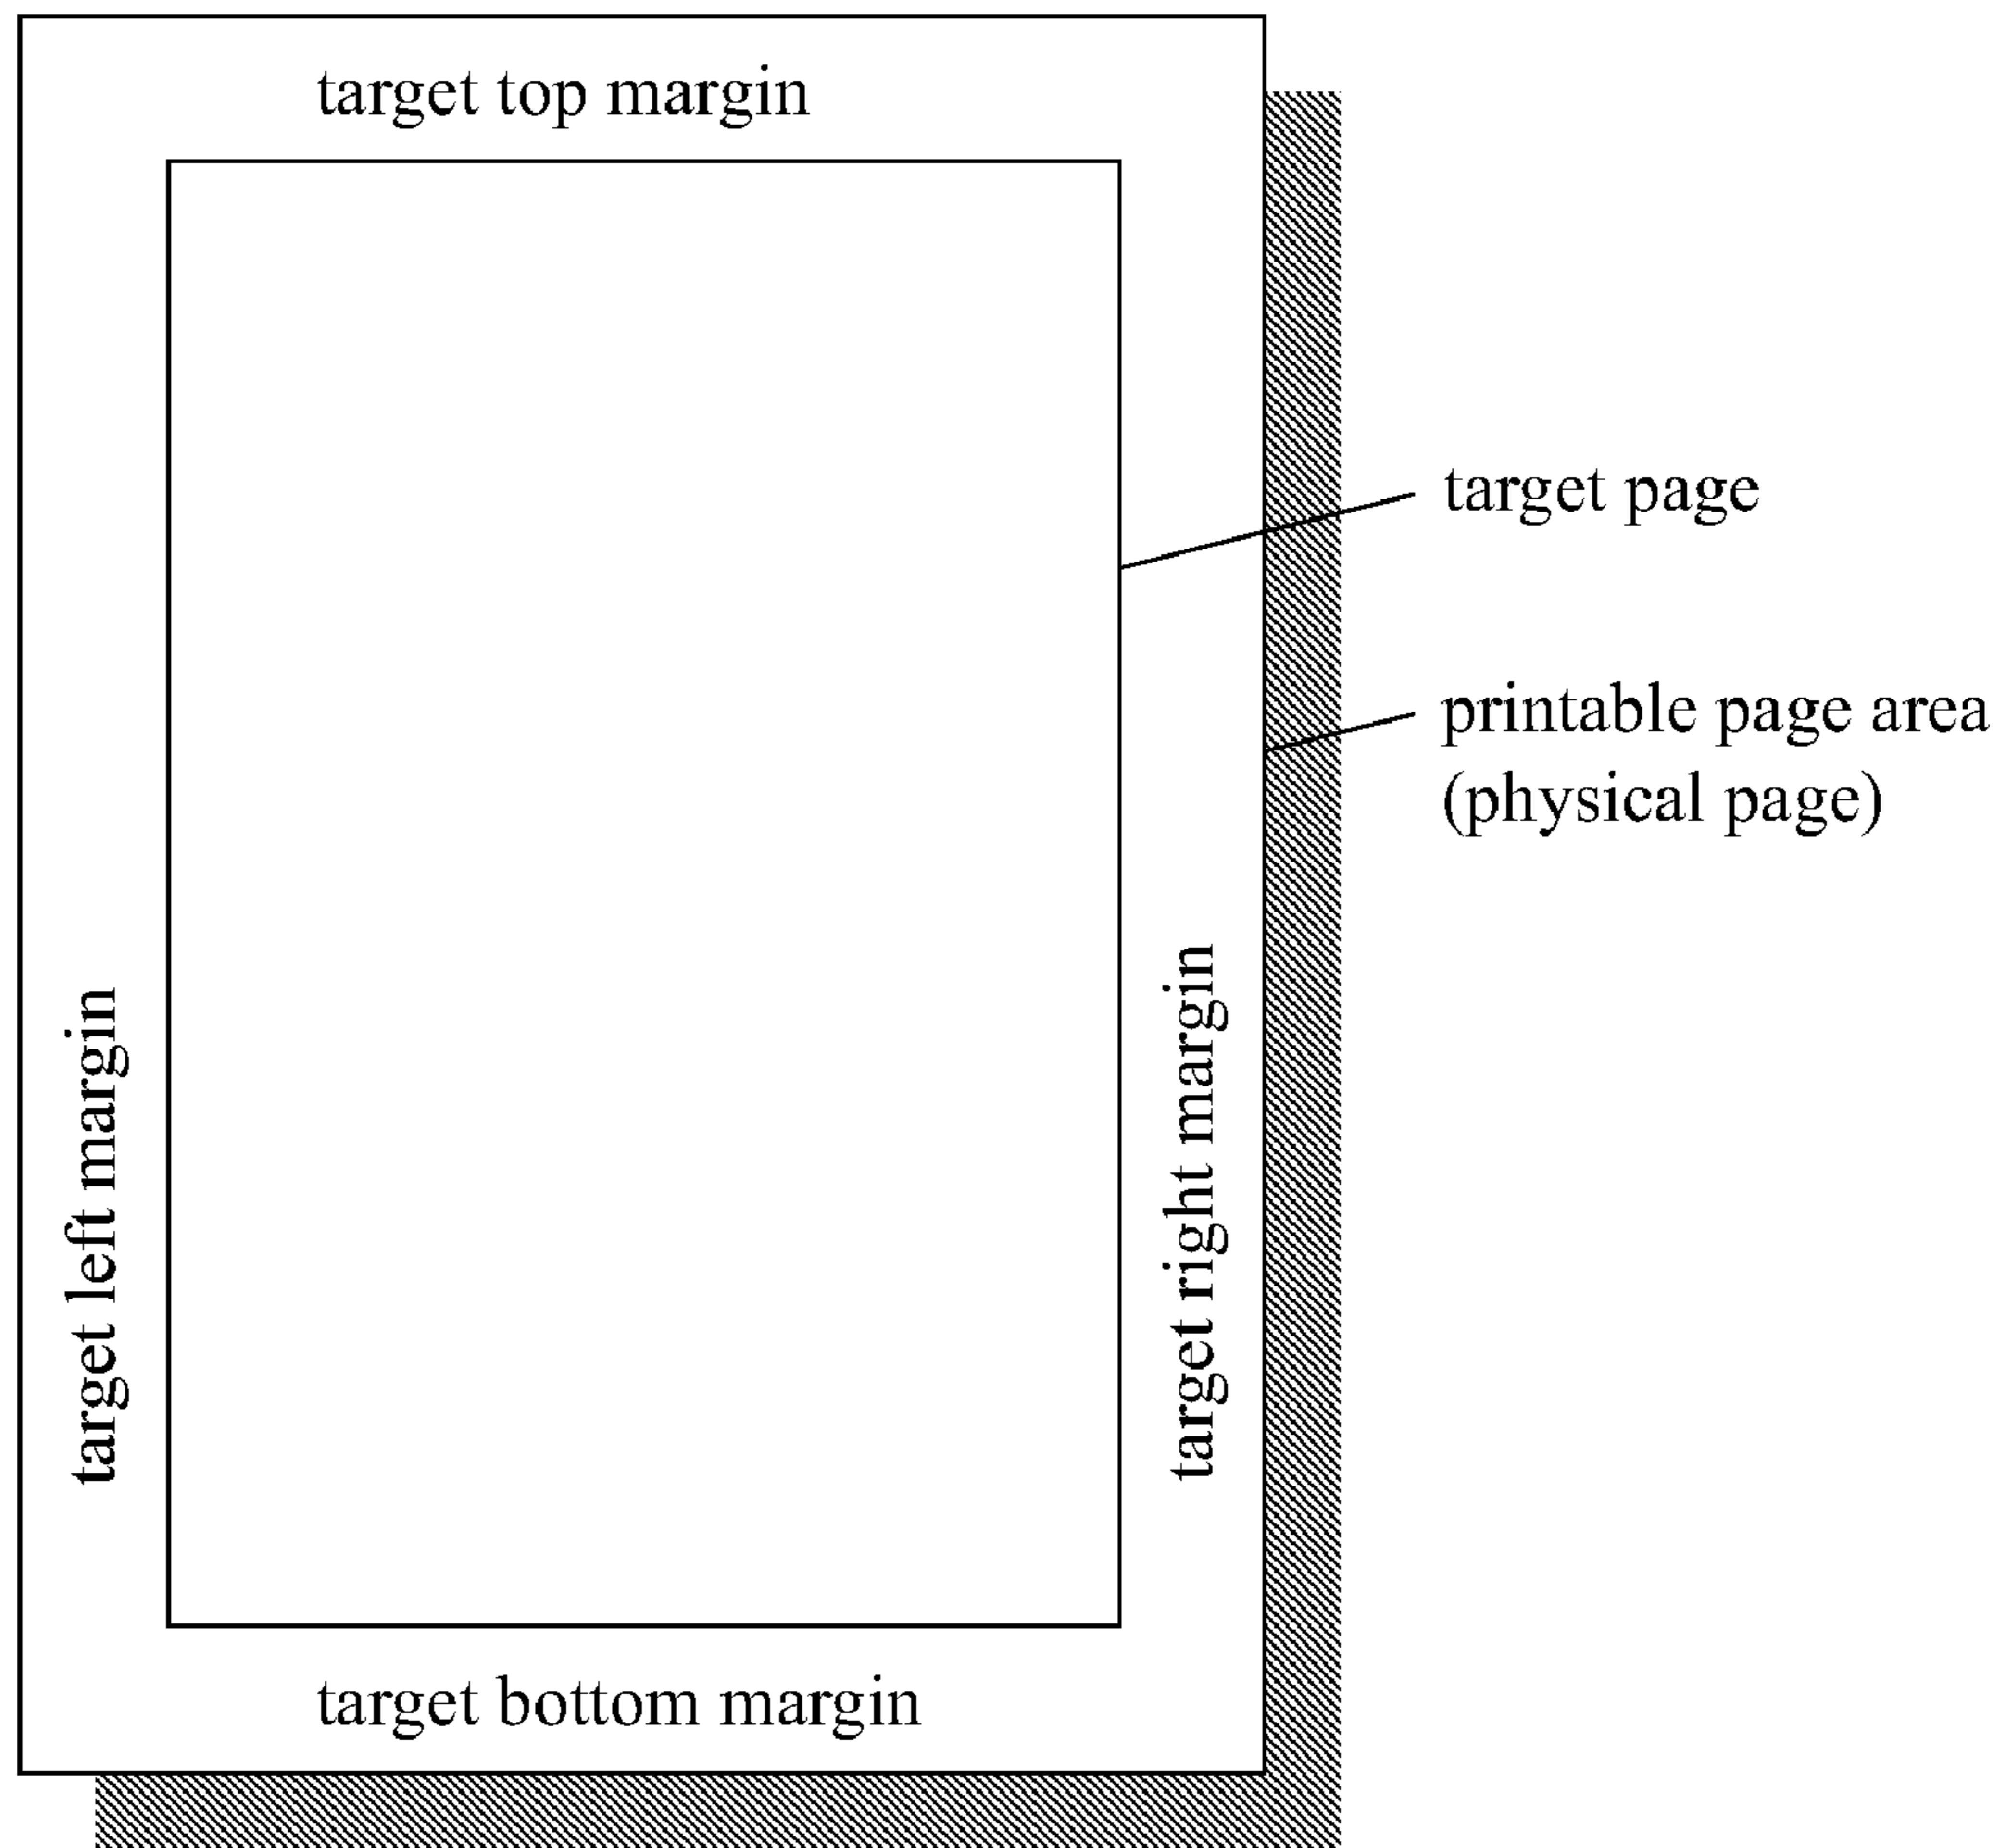 target top margin
target page
printable page area
(physical page)
target left margin
target right margin
target bottom margin